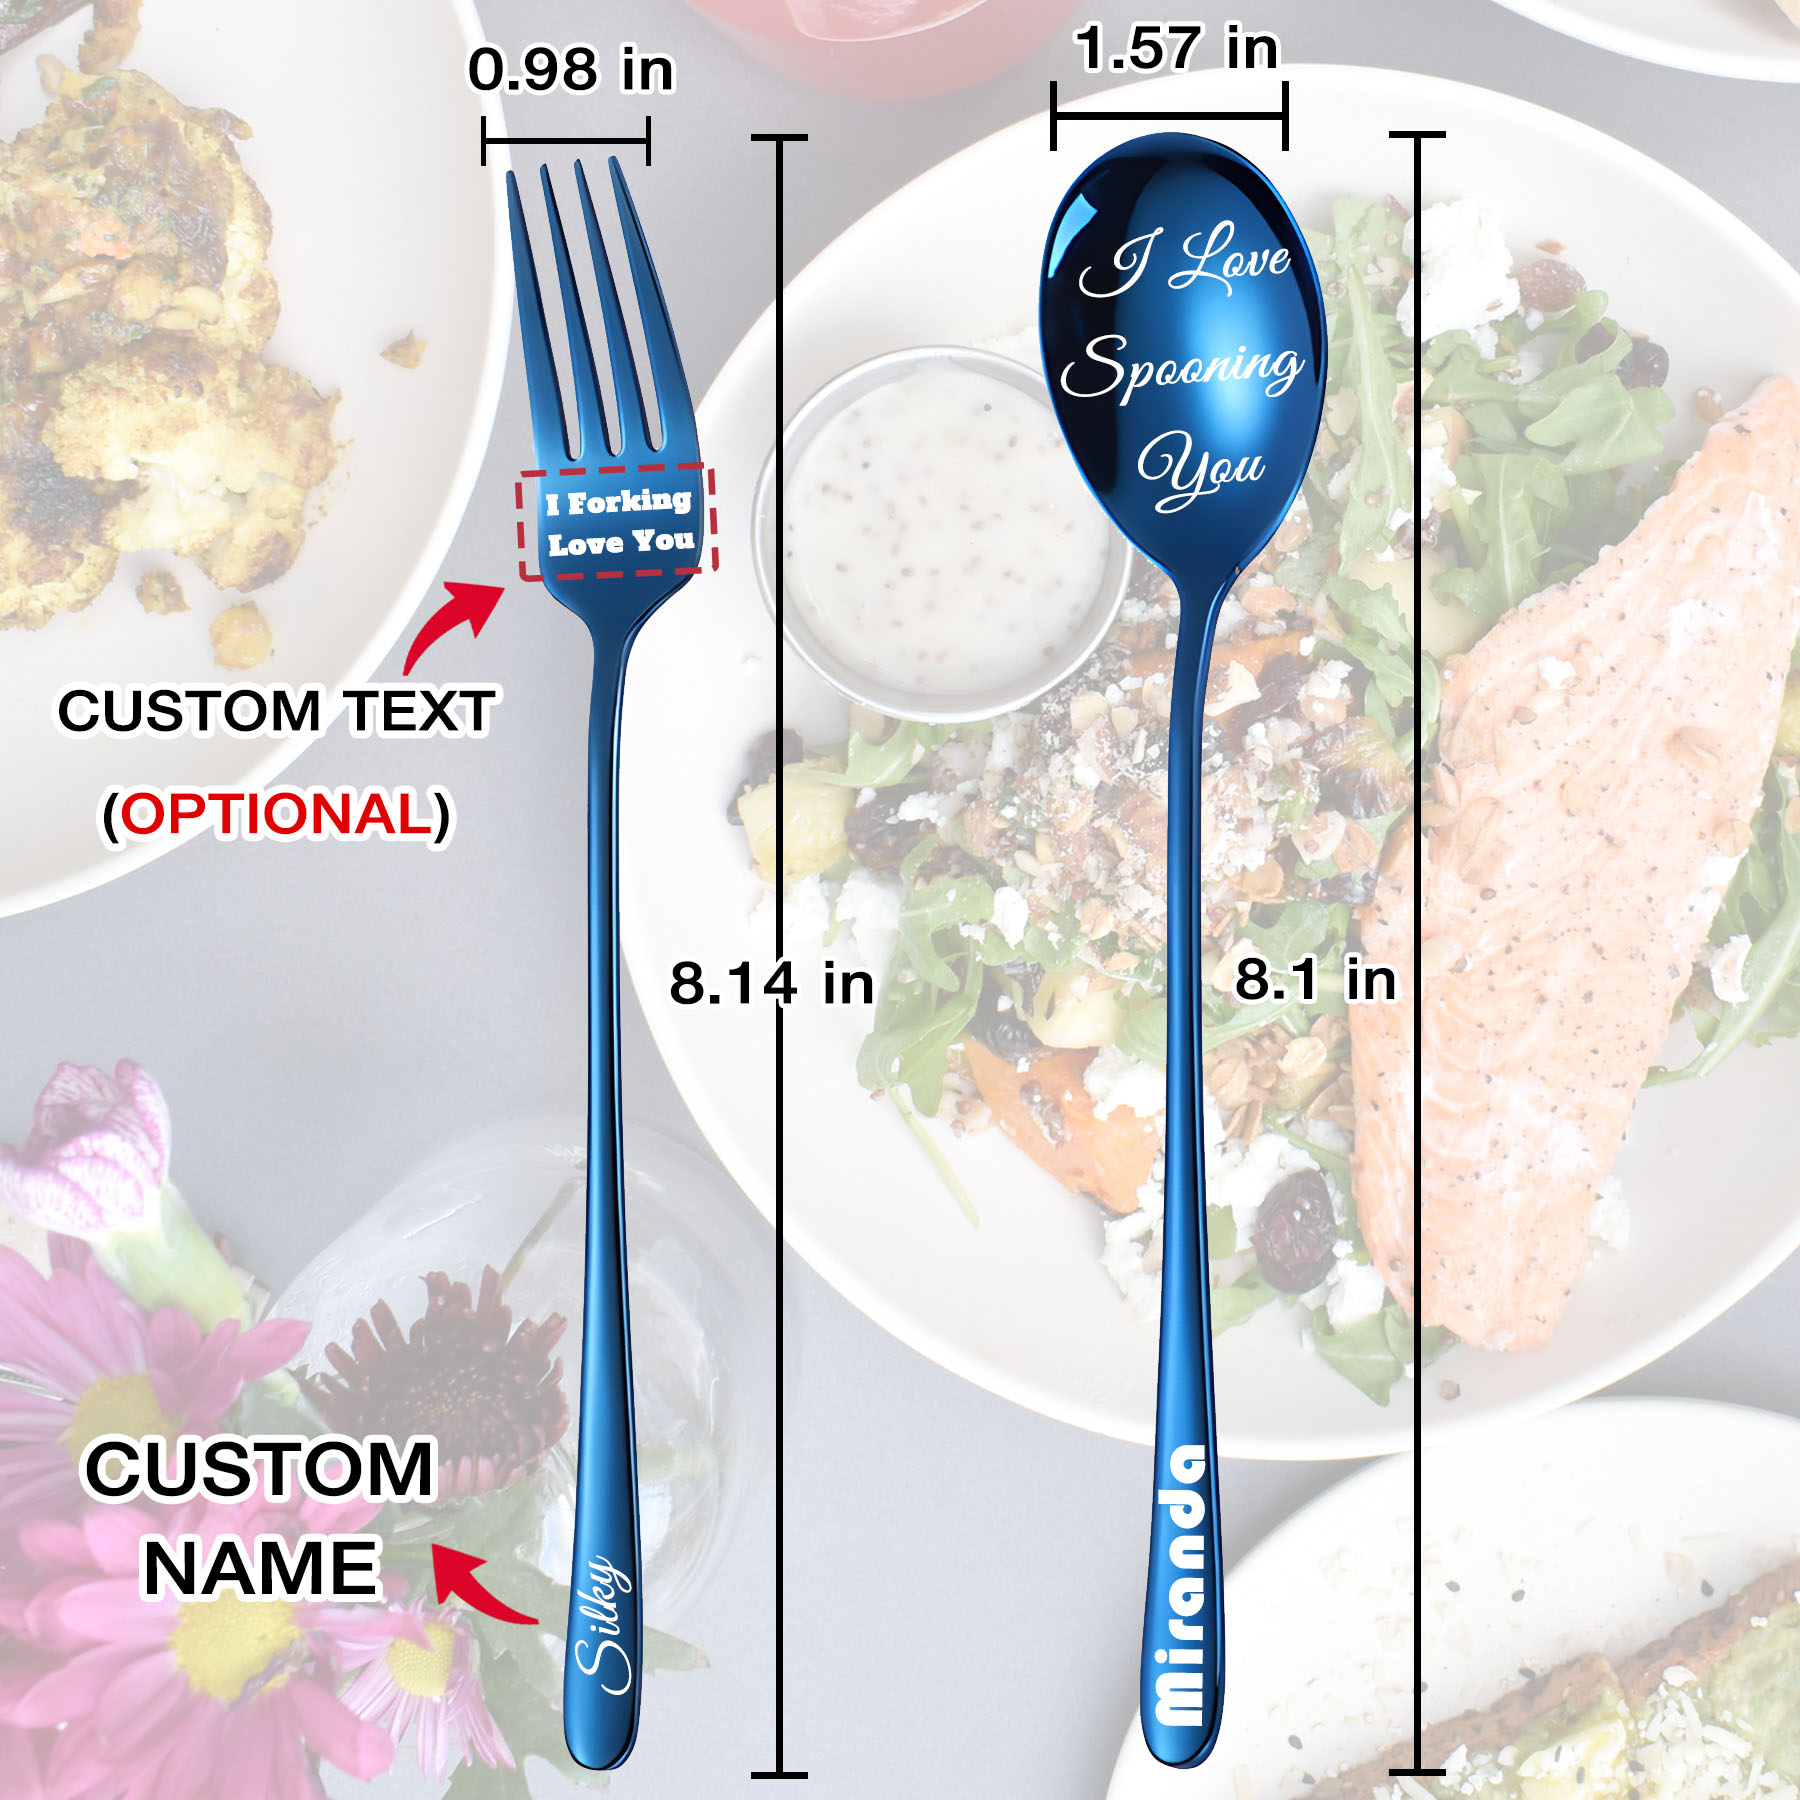 0.98 in
1.57 in
I Love
Spooning
You
I Forking
Love You
CUSTOM TEXT
(OPTIONAL)
8.14 in
8.1 in
CUSTOM
NAME
Silky
Miranda